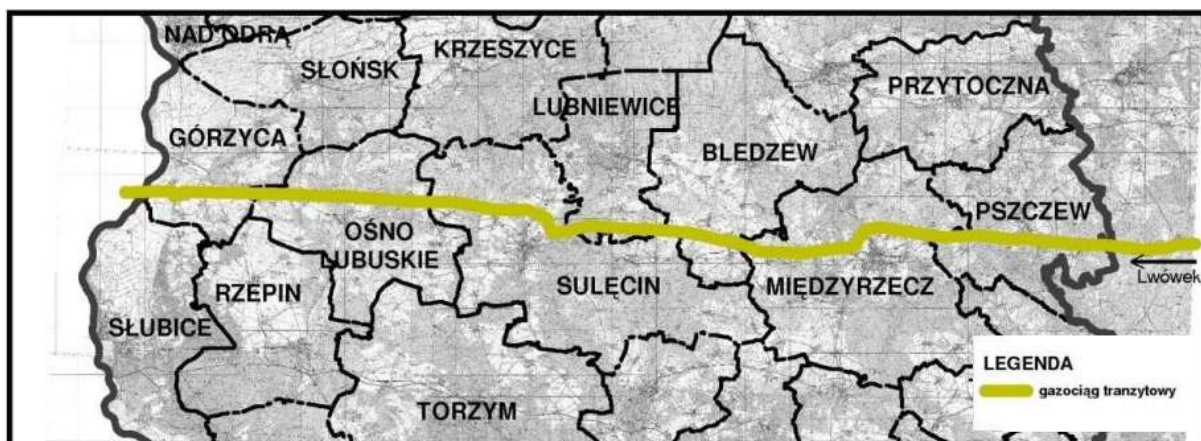 NAD ODRĄ
KRZESZYCE
SŁOŃSK
PRZYTOCZNA
LUBNIEWICE
GÓRZYCA
BLEDZEW
PSZCZEW
OŚNO
LUBUSKIE
Lwówek
RZEPIN
SULĘCIN
MIĘDZYRZECZ
SŁUBICE
LEGENDA
gazociąg tranzytowy
TORZYM